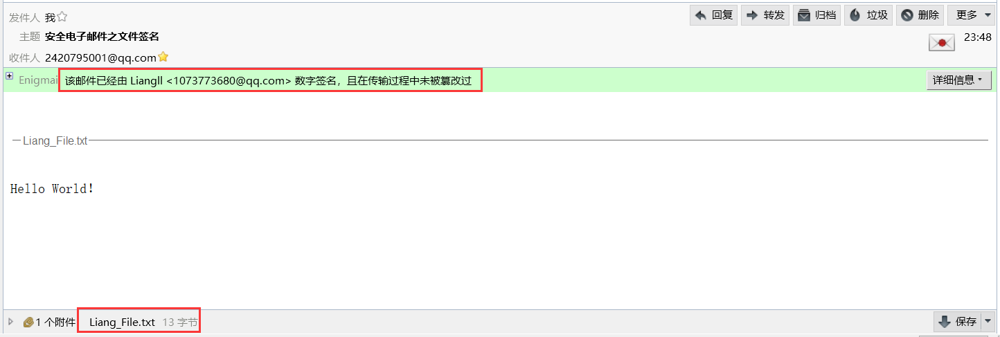 发件人 我
回复 转发 归档 垃圾 删除 更多
主题 安全电子邮件之文件签名
23:48
收件人 2420795001@qq.com
Enigmai 该邮件已经由 Liangll <1073773680@qq.com> 数字签名，且在传输过程中未被篡改过 详细信息
Liang_File.txt
Hello World!
1 个附件 Liang_File.txt 13 字节 保存